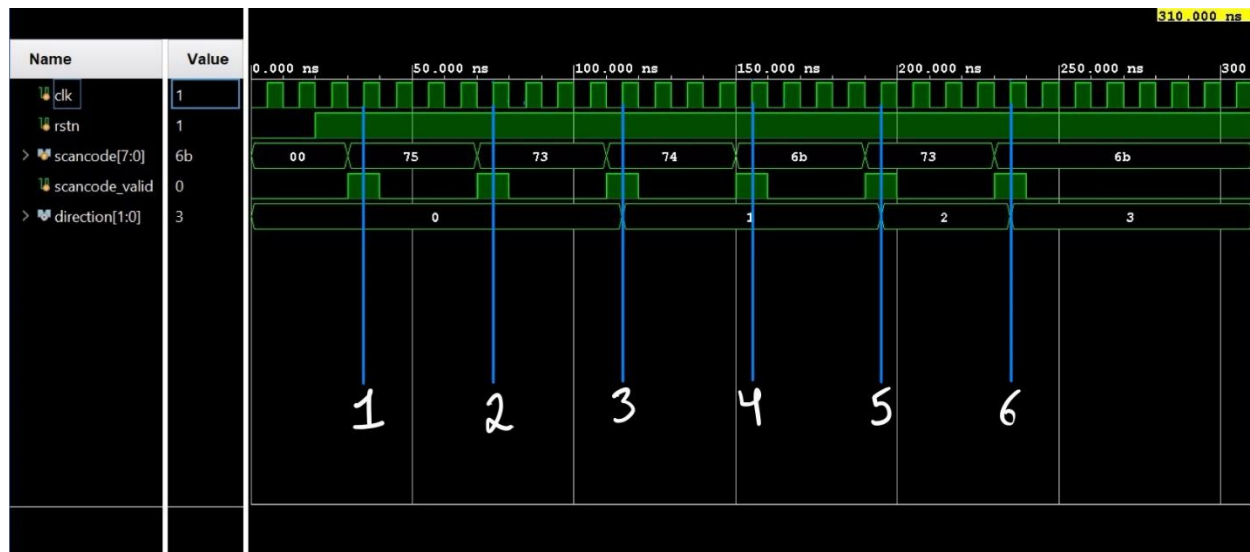 310.000 ns
Name Value
0.000 ns 50.000 ns 100.000 ns 150.000 ns 200.000 ns 250.000 ns 300
clk 1
rstn 1
> scancode[7:0] 6b 00 75 73 74 6b 73 6b
scancode_valid 0
> direction[1:0] 3 0 1 2 3
1 2 3 4 5 6